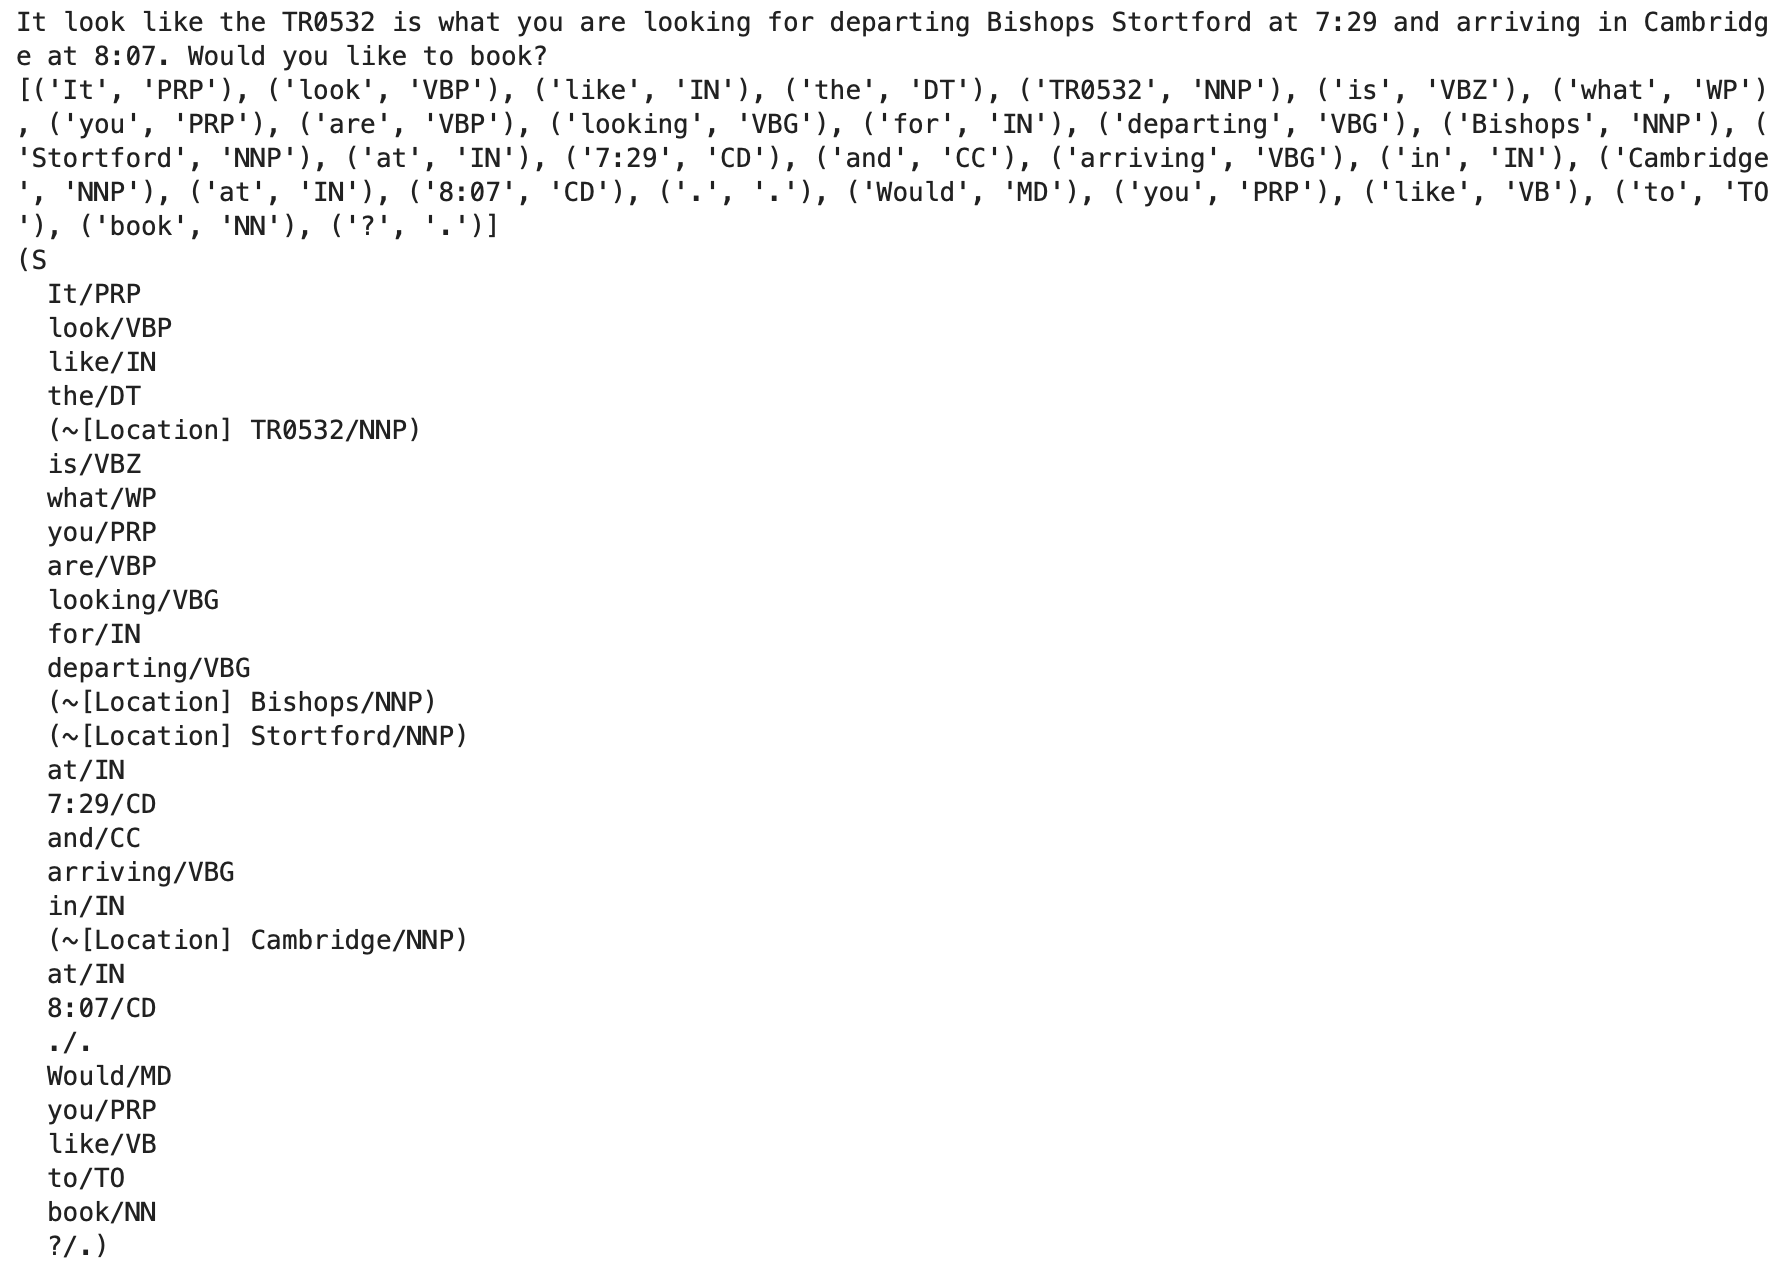 It look like the TR0532 is what you are looking for departing Bishops Stortford at 7:29 and arriving in Cambridg
e at 8:07. Would you like to book?
[('It', 'PRP'), ('look', 'VBP'), ('like', 'IN'), ('the', 'DT'), ('TR0532', 'NNP'), ('is', 'VBZ'), ('what', 'WP')
, ('you', 'PRP'), ('are', 'VBP'), ('looking', 'VBG'), ('for', 'IN'), ('departing', 'VBG'), ('Bishops', 'NNP'), (
'Stortford', 'NNP'), ('at', 'IN'), ('7:29', 'CD'), ('and', 'CC'), ('arriving', 'VBG'), ('in', 'IN'), ('Cambridge
', 'NNP'), ('at', 'IN'), ('8:07', 'CD'), ('.', '.'), ('Would', 'MD'), ('you', 'PRP'), ('like', 'VB'), ('to', 'TO
'), ('book', 'NN'), ('?', '.')]
(S
  It/PRP
  look/VBP
  like/IN
  the/DT
  (~[Location] TR0532/NNP)
  is/VBZ
  what/WP
  you/PRP
  are/VBP
  looking/VBG
  for/IN
  departing/VBG
  (~[Location] Bishops/NNP)
  (~[Location] Stortford/NNP)
  at/IN
  7:29/CD
  and/CC
  arriving/VBG
  in/IN
  (~[Location] Cambridge/NNP)
  at/IN
  8:07/CD
  ./.
  Would/MD
  you/PRP
  like/VB
  to/TO
  book/NN
  ?/.)